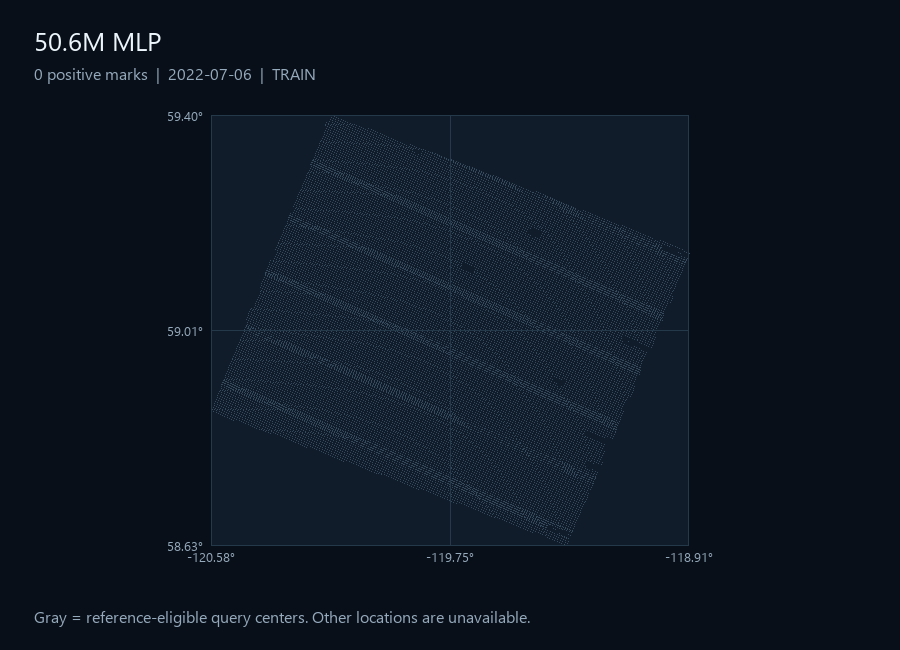 50.6M MLP
0 positive marks | 2022-07-06 | TRAIN
59.40°
59.01°
58.63°
-120.58° -119.75° -118.91°
Gray = reference-eligible query centers. Other locations are unavailable.